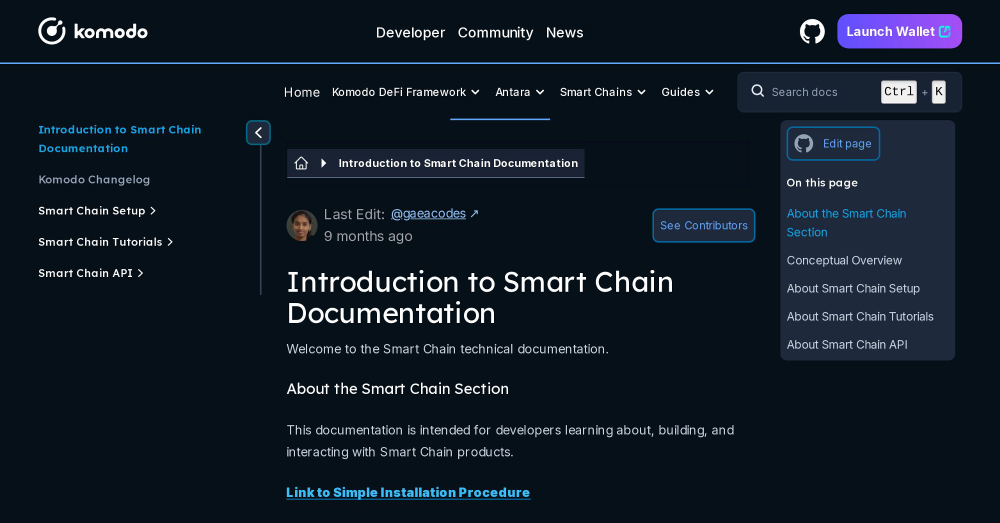 komodo
Developer Community News
Launch Wallet
Home Komodo DeFi Framework Antara Smart Chains Guides
Search docs Ctrl + K
Introduction to Smart Chain
Documentation
Komodo Changelog
Smart Chain Setup
Smart Chain Tutorials
Smart Chain API
Introduction to Smart Chain Documentation
Last Edit: @gaeacodes ↗
9 months ago
See Contributors
Introduction to Smart Chain
Documentation
Welcome to the Smart Chain technical documentation.
About the Smart Chain Section
This documentation is intended for developers learning about, building, and
interacting with Smart Chain products.
Link to Simple Installation Procedure
Edit page
On this page
About the Smart Chain
Section
Conceptual Overview
About Smart Chain Setup
About Smart Chain Tutorials
About Smart Chain API